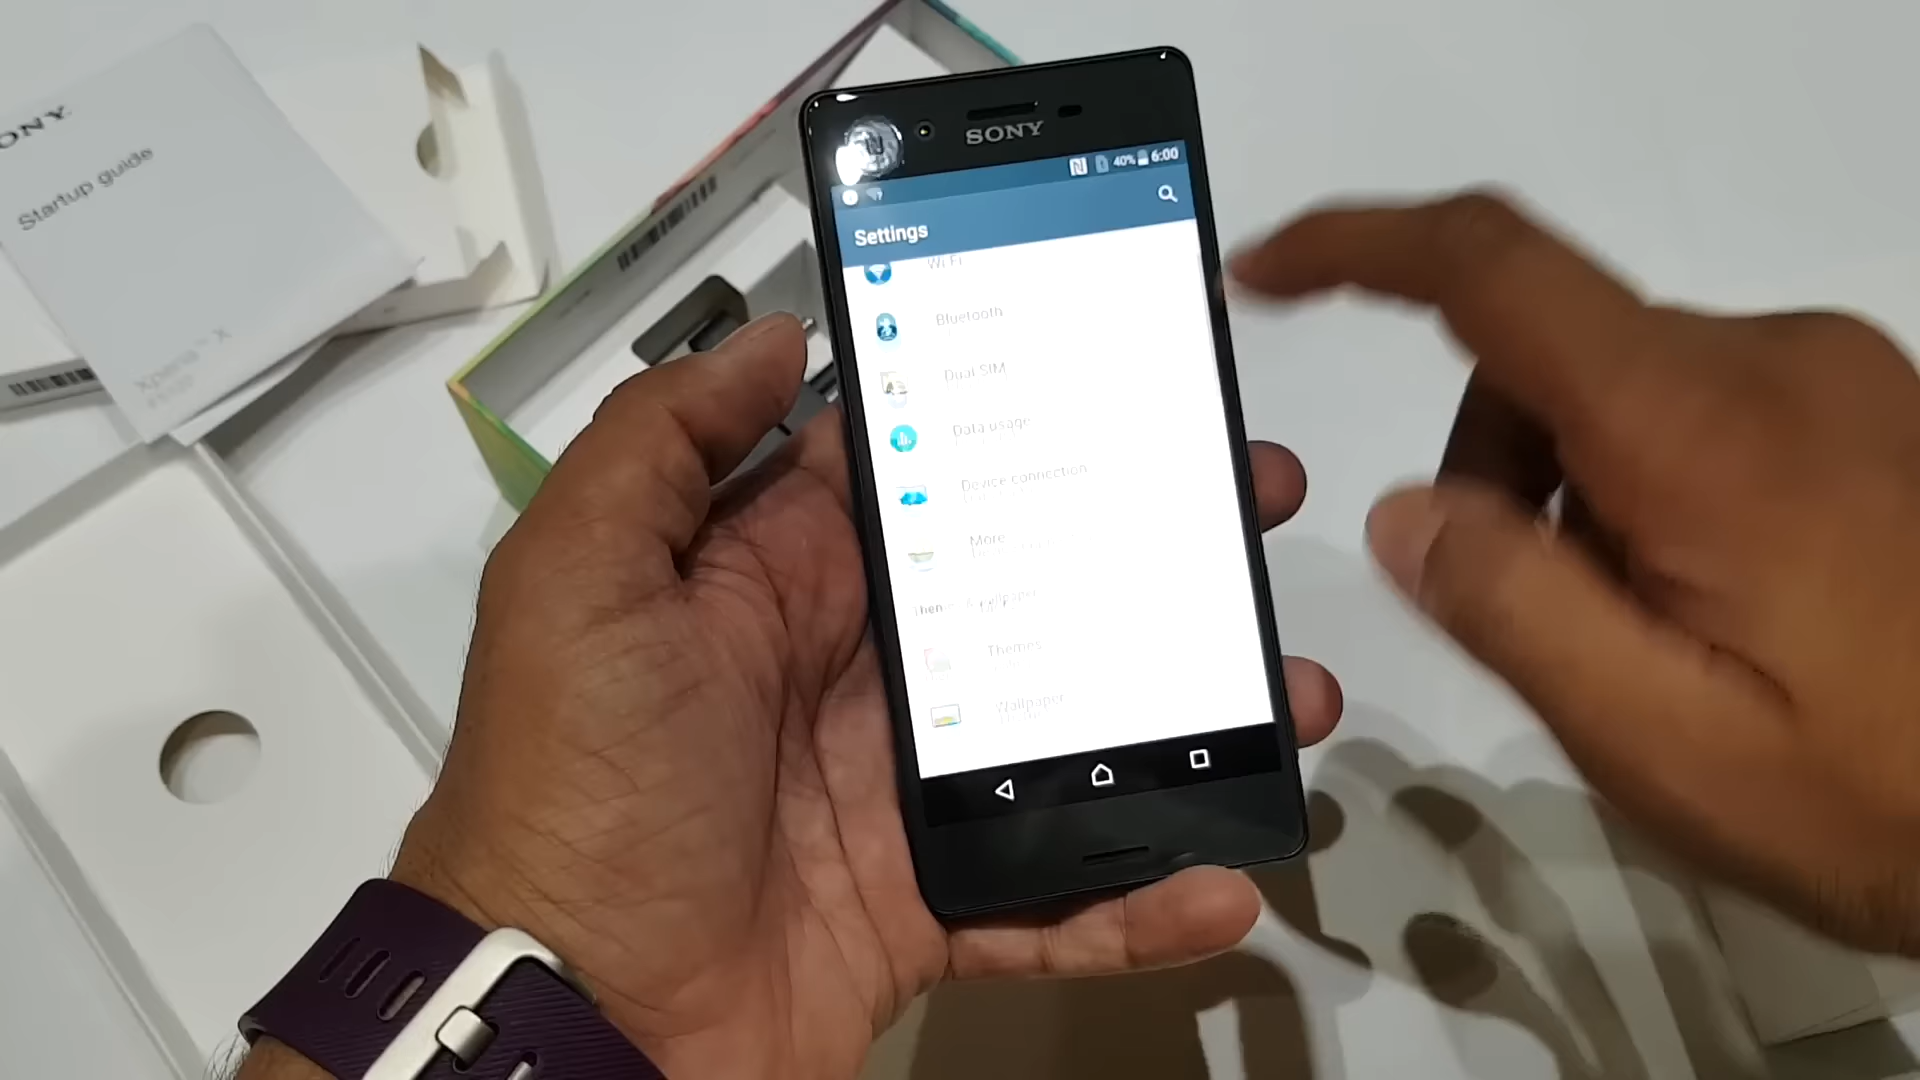 SONY
Startup guide
Xperia™ X
SONY
40% 6:00
Settings
Wi-Fi
Bluetooth
Dual SIM
Data usage
Device connection
More
Themes
Wallpaper